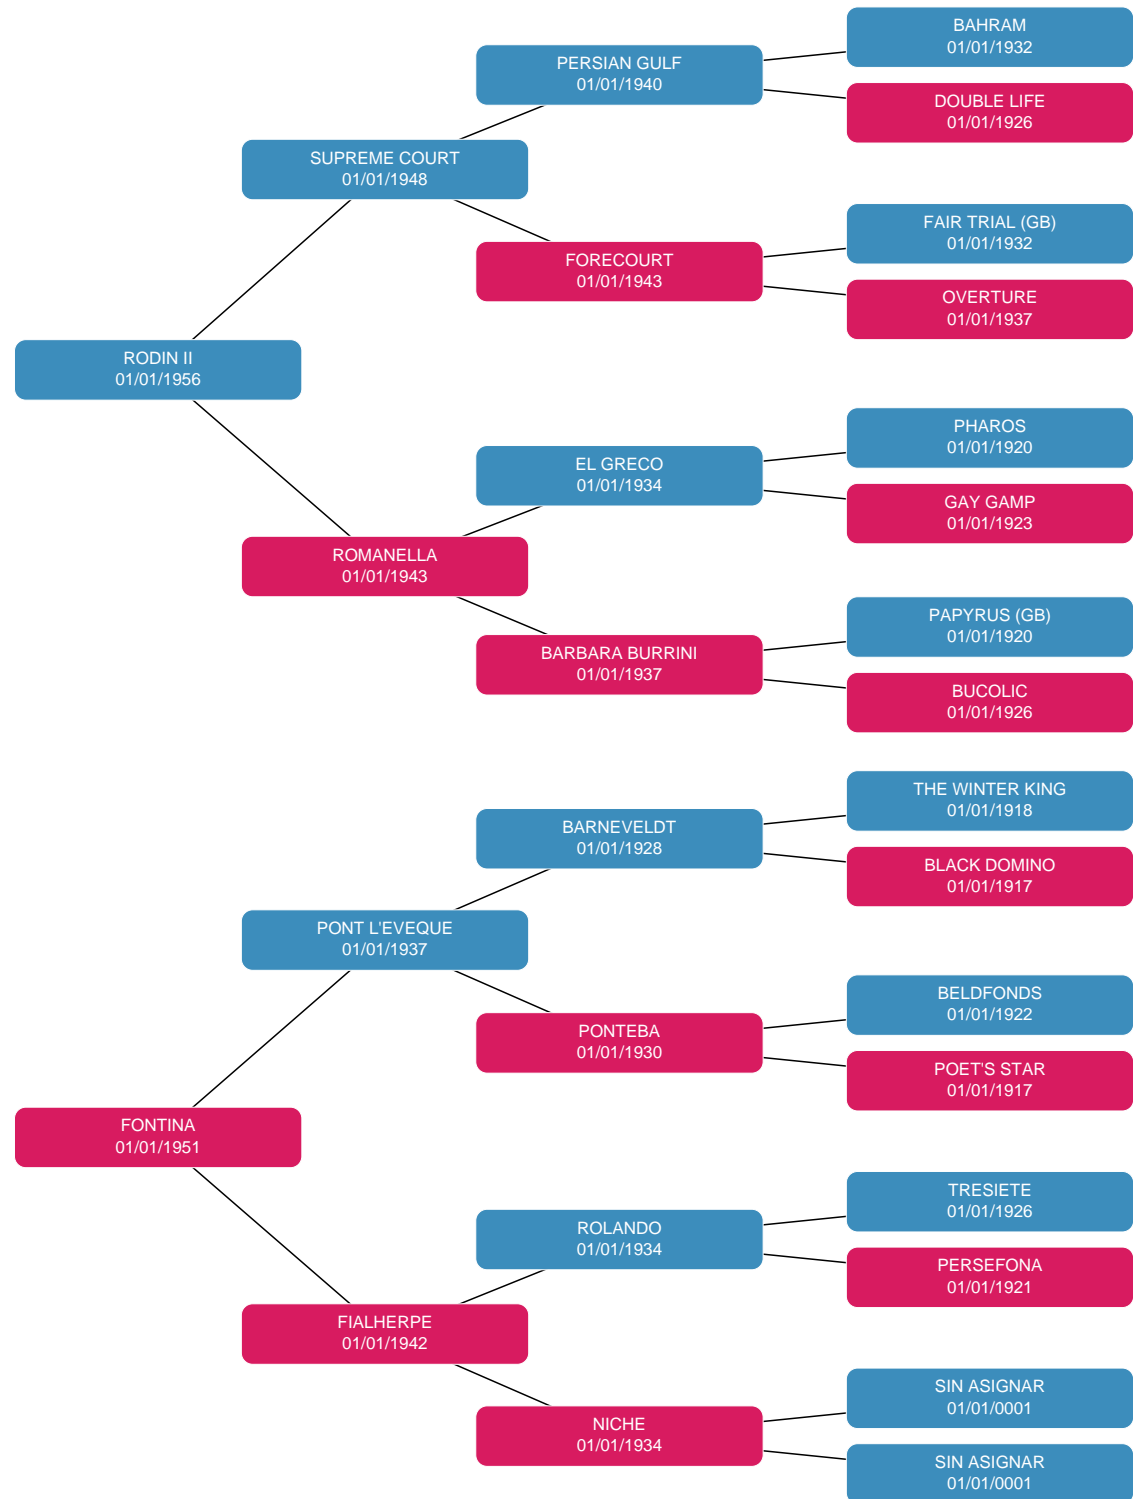 BAHRAM
01/01/1932
PERSIAN GULF
01/01/1940
DOUBLE LIFE
01/01/1926
SUPREME COURT
01/01/1948
FAIR TRIAL (GB)
01/01/1932
FORECOURT
01/01/1943
OVERTURE
01/01/1937
RODIN II
01/01/1956
PHAROS
01/01/1920
EL GRECO
01/01/1934
GAY GAMP
01/01/1923
ROMANELLA
01/01/1943
PAPYRUS (GB)
01/01/1920
BARBARA BURRINI
01/01/1937
BUCOLIC
01/01/1926
THE WINTER KING
01/01/1918
BARNEVELDT
01/01/1928
BLACK DOMINO
01/01/1917
PONT L'EVEQUE
01/01/1937
BELDFONDS
01/01/1922
PONTEBA
01/01/1930
POET'S STAR
01/01/1917
FONTINA
01/01/1951
TRESIETE
01/01/1926
ROLANDO
01/01/1934
PERSEFONA
01/01/1921
FIALHERPE
01/01/1942
SIN ASIGNAR
01/01/0001
NICHE
01/01/1934
SIN ASIGNAR
01/01/0001